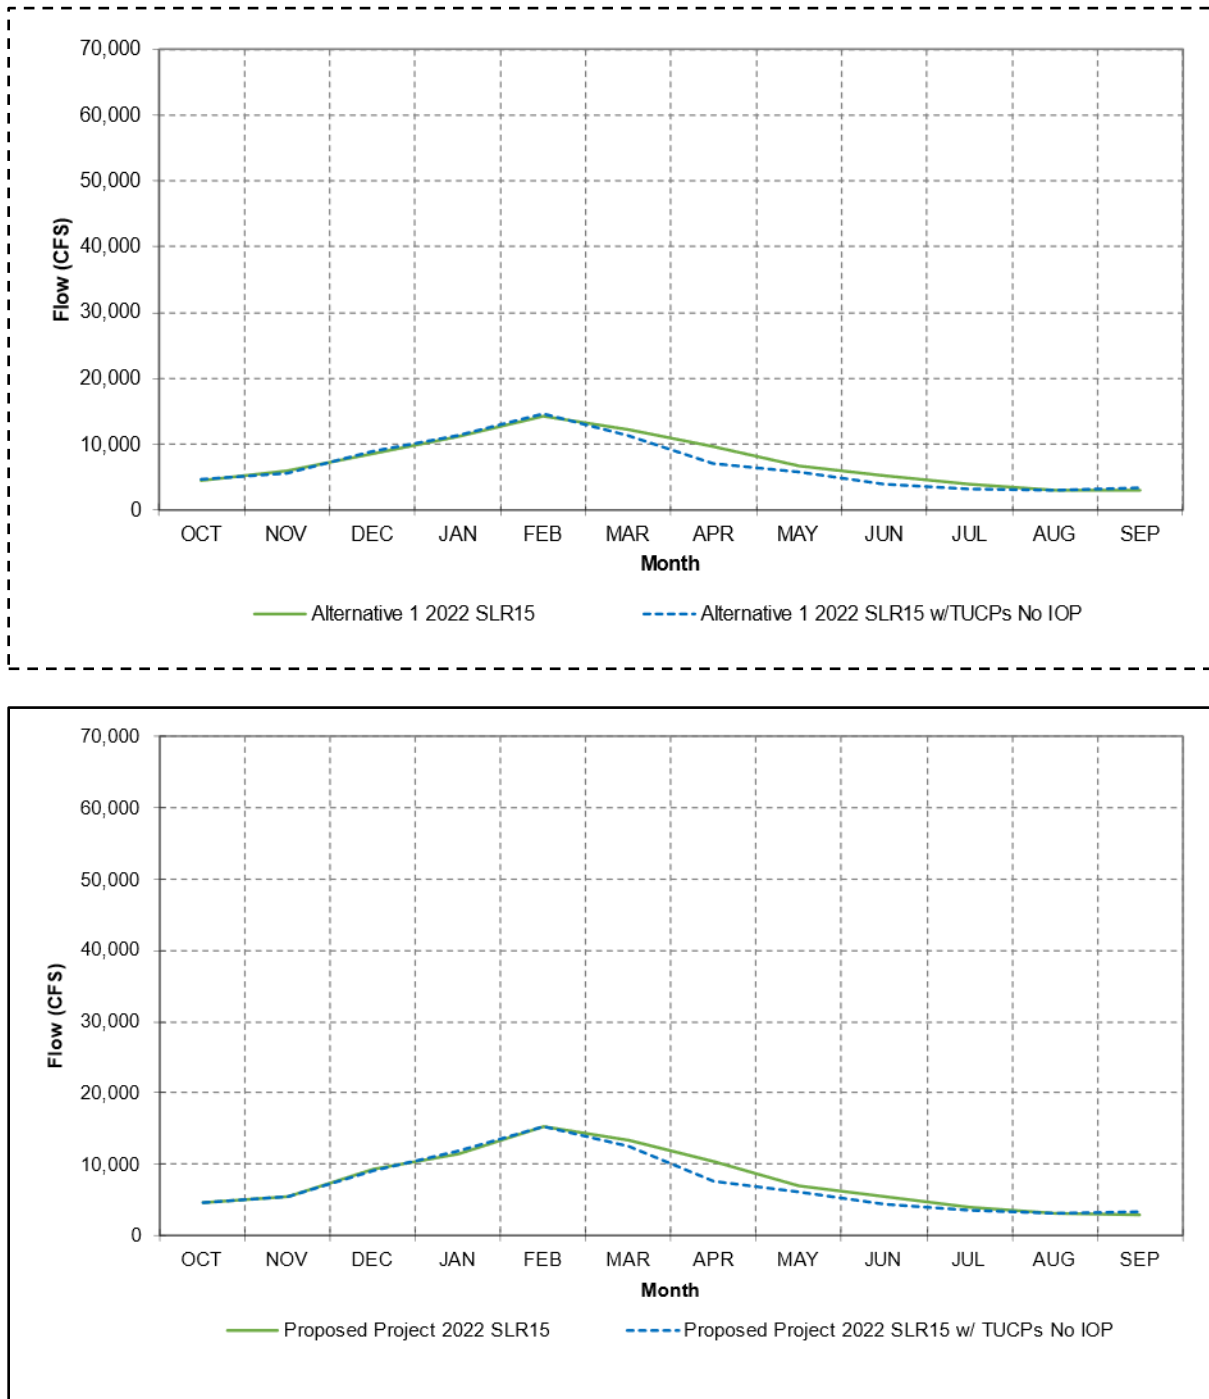 70,000
60,000
50,000
40,000
30,000
20,000
10,000
0
Flow (CFS)
OCT NOV DEC JAN FEB MAR APR MAY JUN JUL AUG SEP
Month
Alternative 1 2022 SLR15 Alternative 1 2022 SLR15 w/TUCPs No IOP
70,000
60,000
50,000
40,000
30,000
20,000
10,000
0
Flow (CFS)
OCT NOV DEC JAN FEB MAR APR MAY JUN JUL AUG SEP
Month
Proposed Project 2022 SLR15 Proposed Project 2022 SLR15 w/ TUCPs No IOP